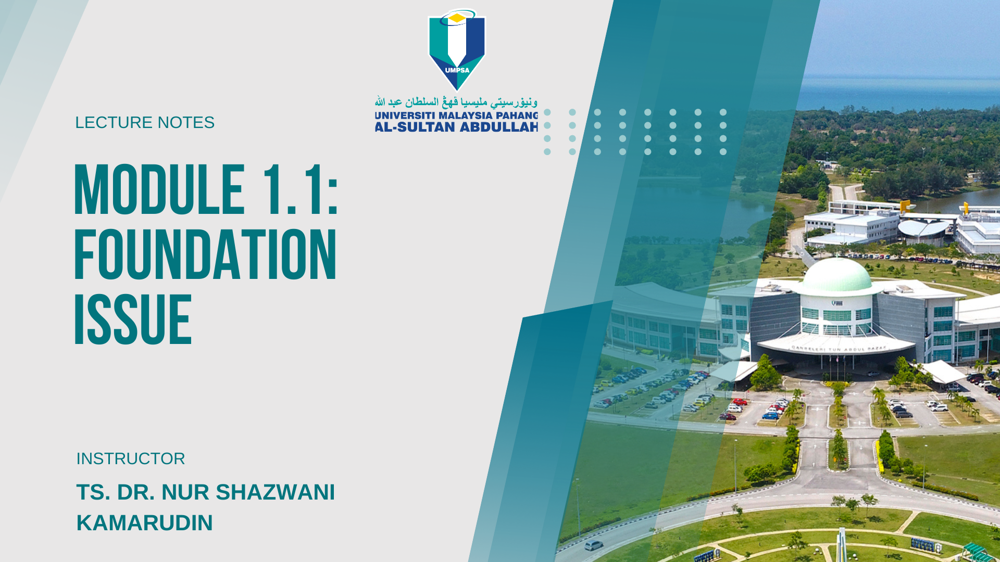 UMPSA
ونيۏرسيتي مليسيا ڤهڠ السلطان عبد الله
UNIVERSITI MALAYSIA PAHANG
AL-SULTAN ABDULLAH
LECTURE NOTES
MODULE 1.1:
FOUNDATION
ISSUE
CANSELERI TUN ABDUL RAZAK
INSTRUCTOR
TS. DR. NUR SHAZWANI
KAMARUDIN